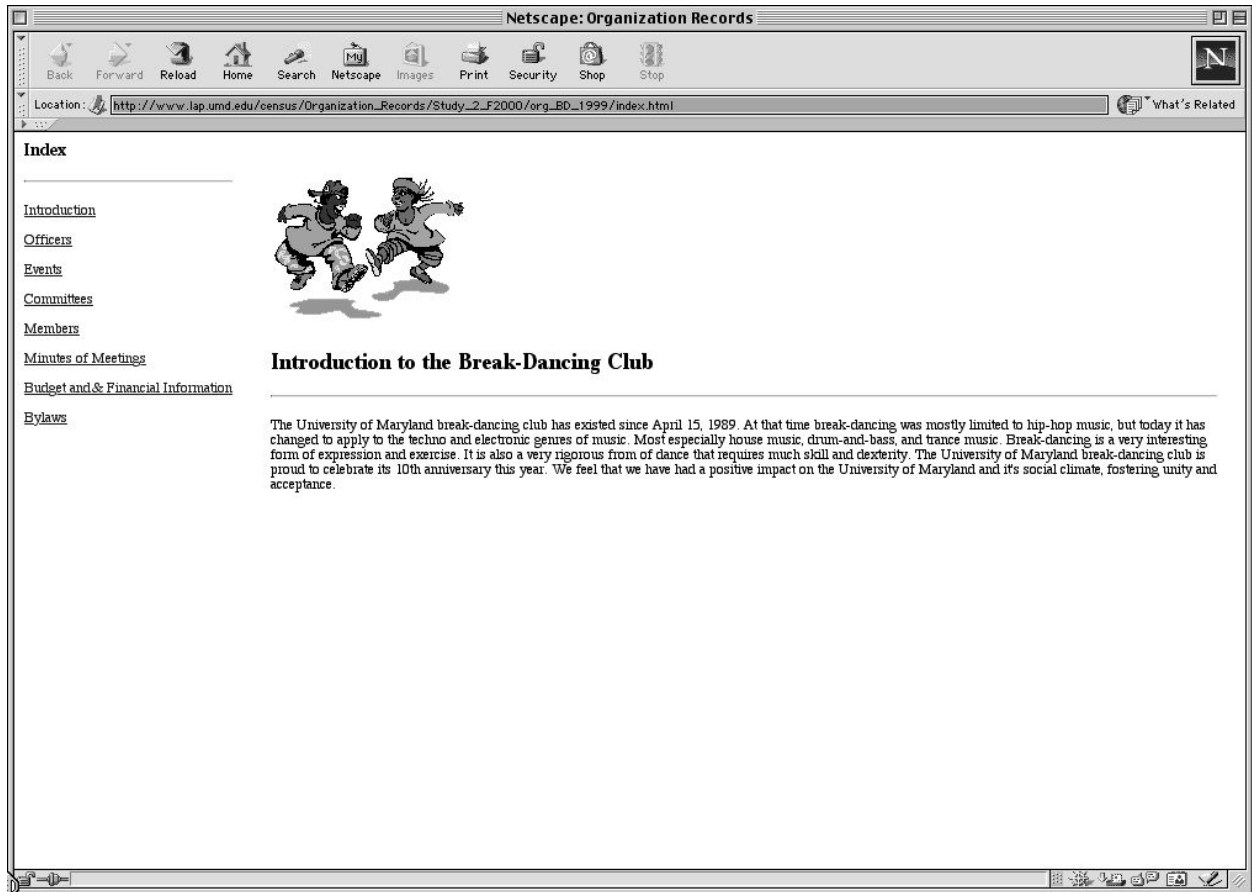 Netscape: Organization Records
Back Forward Reload Home Search Netscape Images Print Security Shop Stop
My
N
Location: http://www.lap.umd.edu/census/Organization_Records/Study_2_F2000/org_BD_1999/index.html What's Related
Index
Introduction
Officers
Events
Committees
Members
Minutes of Meetings
Budget and & Financial Information
Bylaws
Introduction to the Break-Dancing Club
The University of Maryland break-dancing club has existed since April 15, 1989. At that time break-dancing was mostly limited to hip-hop music, but today it has
changed to apply to the techno and electronic genres of music. Most especially house music, drum-and-bass, and trance music. Break-dancing is a very interesting
form of expression and exercise. It is also a very rigorous from of dance that requires much skill and dexterity. The University of Maryland break-dancing club is
proud to celebrate its 10th anniversary this year. We feel that we have had a positive impact on the University of Maryland and it's social climate, fostering unity and
acceptance.